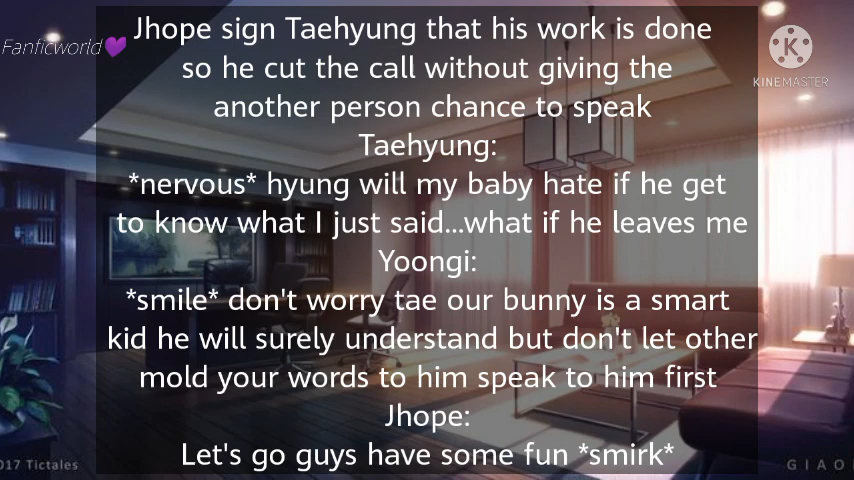 Jhope sign Taehyung that his work is done
Fanficworld💜
so he cut the call without giving the
another person chance to speak
KINEMASTER
Taehyung:
*nervous* hyung will my baby hate if he get
to know what I just said...what if he leaves me
Yoongi:
*smile* don't worry tae our bunny is a smart
kid he will surely understand but don't let other
mold your words to him speak to him first
Jhope:
Let's go guys have some fun *smirk*
017 Tictales
GIAO